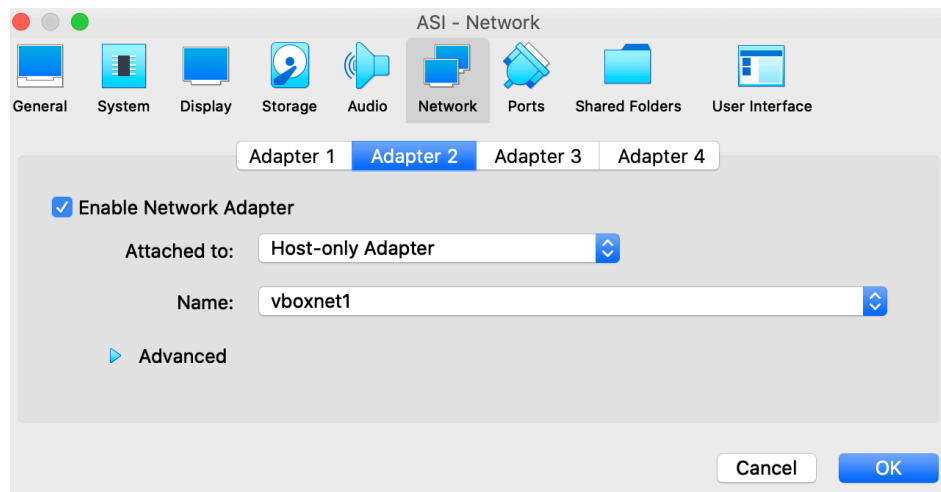 ASI - Network
General System Display Storage Audio Network Ports Shared Folders User Interface
Adapter 1 Adapter 2 Adapter 3 Adapter 4
Enable Network Adapter
Attached to: Host-only Adapter
Name: vboxnet1
Advanced
Cancel OK